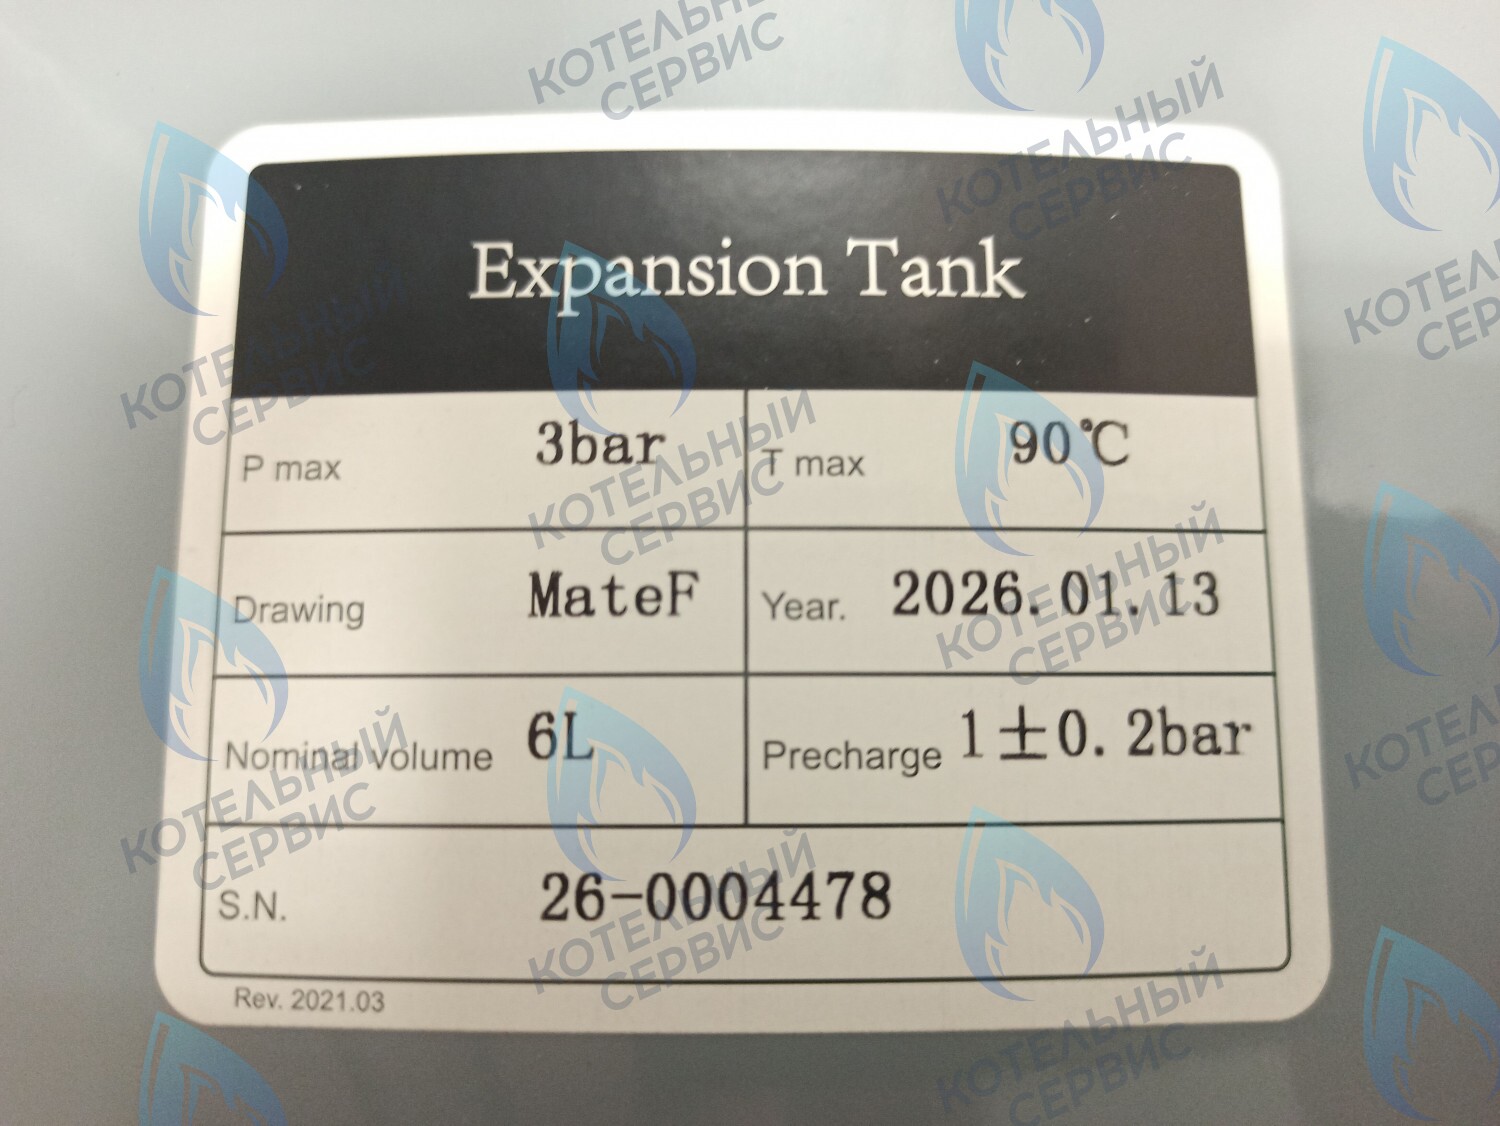 Expansion Tank
P max 3bar T max 90℃
Drawing MateF Year. 2026.01.13
Nominal volume 6L Precharge 1±0.2bar
S.N. 26-0004478
Rev. 2021.03
КОТЕЛЬНЫЙ
СЕРВИС